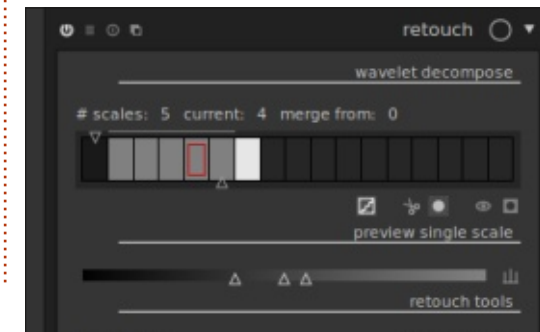 retouch
wavelet decompose
# scales: 5 current: 4 merge from: 0
preview single scale
retouch tools